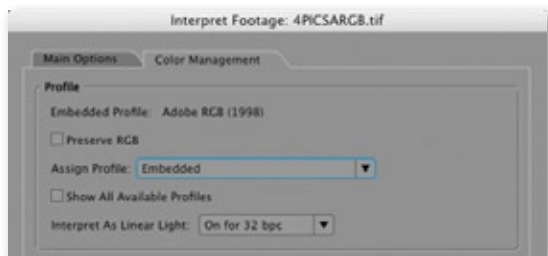 Interpret Footage: 4PICSARGB.tif
Main Options Color Management
Profile
Embedded Profile: Adobe RGB (1998)
Preserve RGB
Assign Profile: Embedded
Show All Available Profiles
Interpret As Linear Light: On for 32 bpc